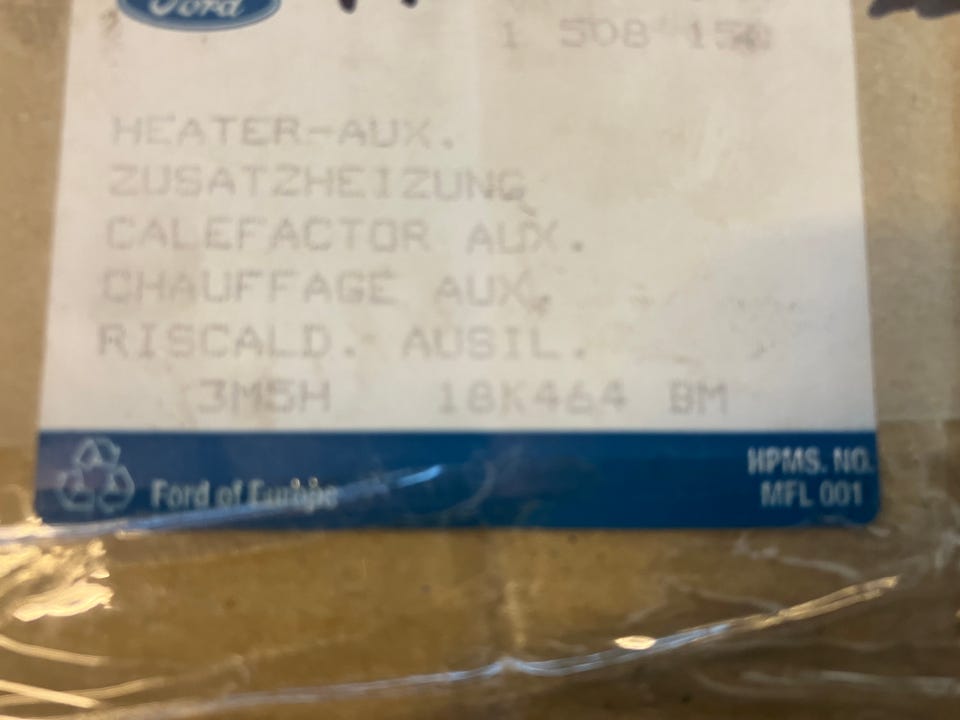 Ford
1 508
HEATER-AUX.
ZUSATZHEIZUNG
CALEFACTOR AUX.
CHAUFFAGE AUX.
RISCALD. AUSIL.
3M5H 18K464 BM
Ford of Europe
HPMS. NO.
MFL 001